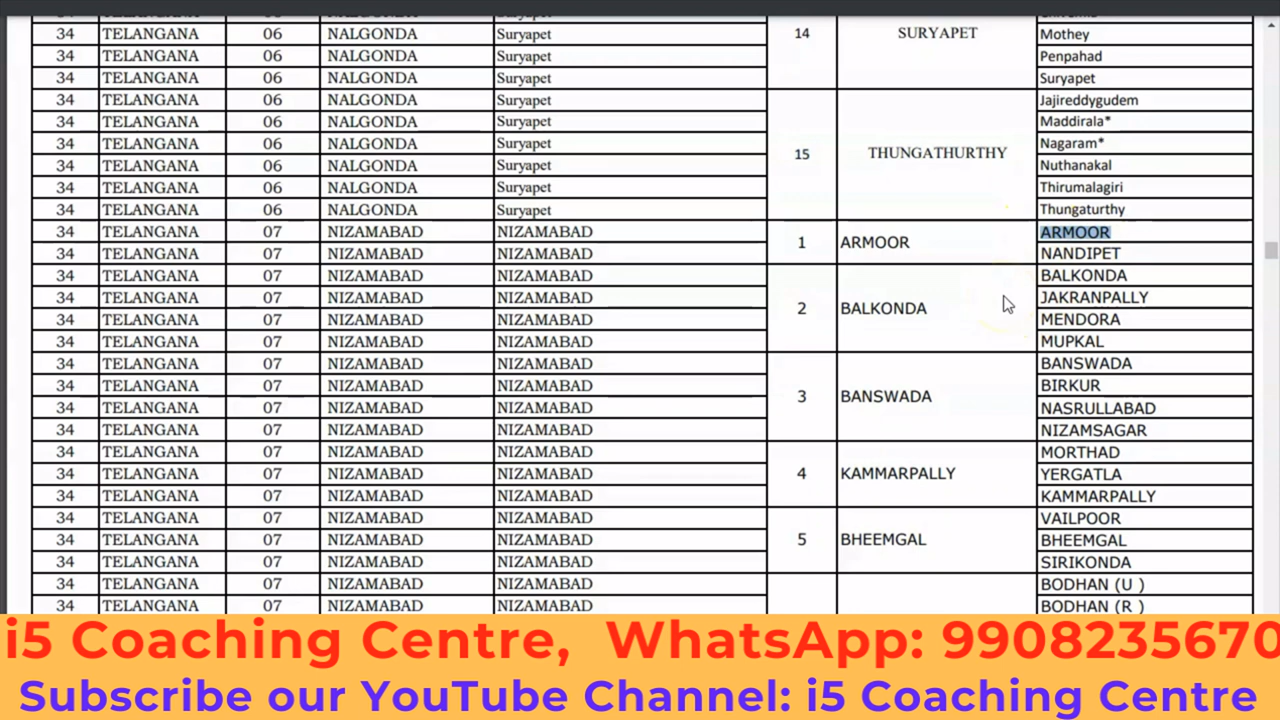 34 TELANGANA 06 NALGONDA Suryapet 14 SURYAPET Mothey
34 TELANGANA 06 NALGONDA Suryapet Penpahad
34 TELANGANA 06 NALGONDA Suryapet Suryapet
34 TELANGANA 06 NALGONDA Suryapet Jajireddygudem
34 TELANGANA 06 NALGONDA Suryapet Maddirala*
34 TELANGANA 06 NALGONDA Suryapet 15 THUNGATHURTHY Nagaram*
34 TELANGANA 06 NALGONDA Suryapet Nuthanakal
34 TELANGANA 06 NALGONDA Suryapet Thirumalagiri
34 TELANGANA 06 NALGONDA Suryapet Thungaturthy
34 TELANGANA 07 NIZAMABAD NIZAMABAD 1 ARMOOR ARMOOR
34 TELANGANA 07 NIZAMABAD NIZAMABAD NANDIPET
34 TELANGANA 07 NIZAMABAD NIZAMABAD BALKONDA
34 TELANGANA 07 NIZAMABAD NIZAMABAD 2 BALKONDA JAKRANPALLY
34 TELANGANA 07 NIZAMABAD NIZAMABAD MENDORA
34 TELANGANA 07 NIZAMABAD NIZAMABAD MUPKAL
34 TELANGANA 07 NIZAMABAD NIZAMABAD BANSWADA
34 TELANGANA 07 NIZAMABAD NIZAMABAD 3 BANSWADA BIRKUR
34 TELANGANA 07 NIZAMABAD NIZAMABAD NASRULLABAD
34 TELANGANA 07 NIZAMABAD NIZAMABAD NIZAMSAGAR
34 TELANGANA 07 NIZAMABAD NIZAMABAD MORTHAD
34 TELANGANA 07 NIZAMABAD NIZAMABAD 4 KAMMARPALLY YERGATLA
34 TELANGANA 07 NIZAMABAD NIZAMABAD KAMMARPALLY
34 TELANGANA 07 NIZAMABAD NIZAMABAD VAILPOOR
34 TELANGANA 07 NIZAMABAD NIZAMABAD 5 BHEEMGAL BHEEMGAL
34 TELANGANA 07 NIZAMABAD NIZAMABAD SIRIKONDA
34 TELANGANA 07 NIZAMABAD NIZAMABAD BODHAN (U )
34 TELANGANA 07 NIZAMABAD NIZAMABAD BODHAN (R )
i5 Coaching Centre, WhatsApp: 9908235670
Subscribe our YouTube Channel: i5 Coaching Centre